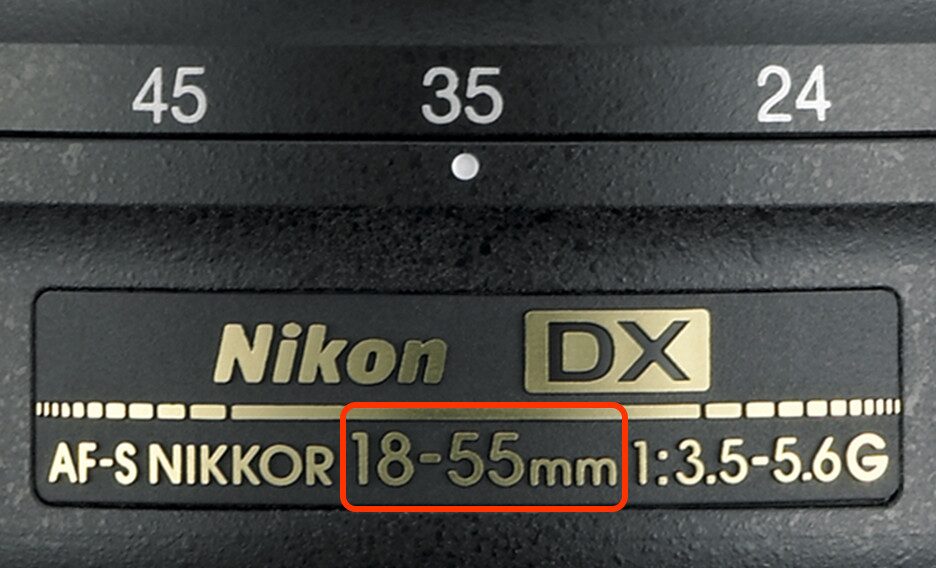 45 35 24
Nikon DX
AF-S NIKKOR 18-55mm 1:3.5-5.6G